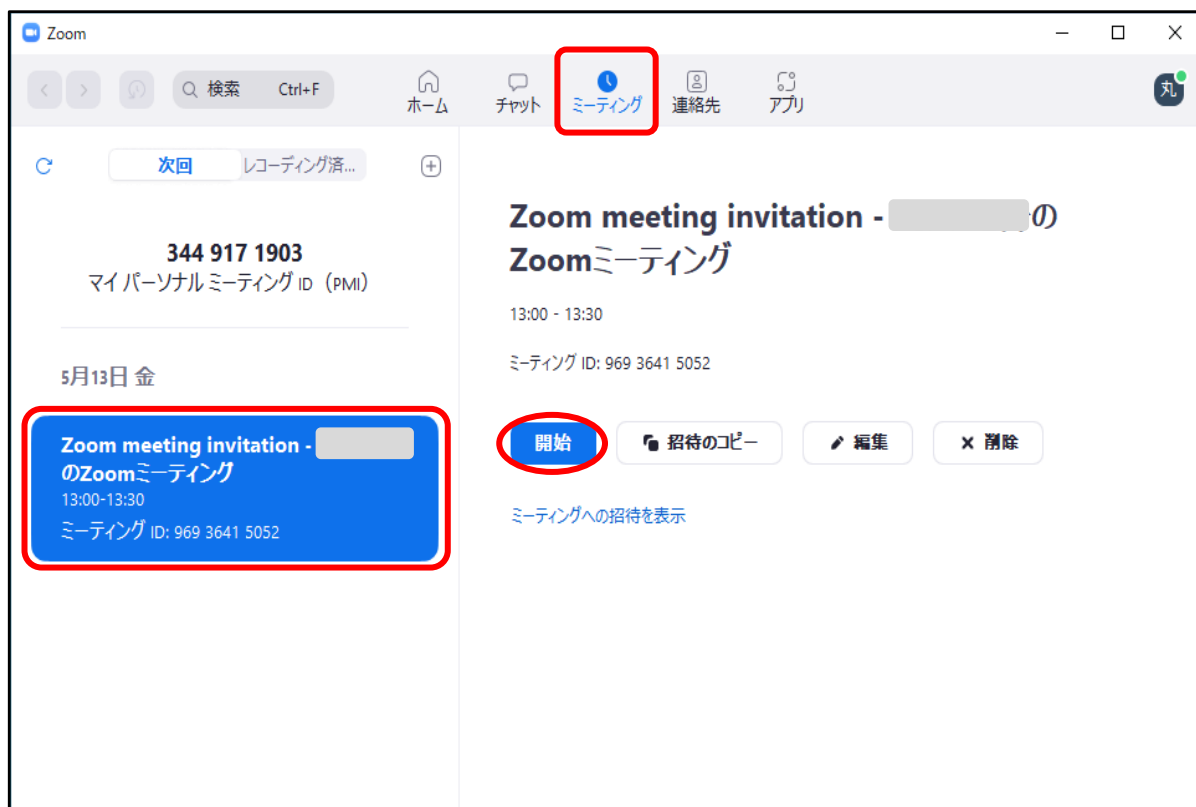 Zoom
検索 Ctrl+F
ホーム
チャット
ミーティング
連絡先
アプリ
丸
次回
レコーディング済...
344 917 1903
マイ パーソナル ミーティング ID（PMI）
5月13日 金
Zoom meeting invitation -
のZoomミーティング
13:00-13:30
ミーティング ID: 969 3641 5052
Zoom meeting invitation - の
Zoomミーティング
13:00 - 13:30
ミーティング ID: 969 3641 5052
開始
招待のコピー
編集
削除
ミーティングへの招待を表示